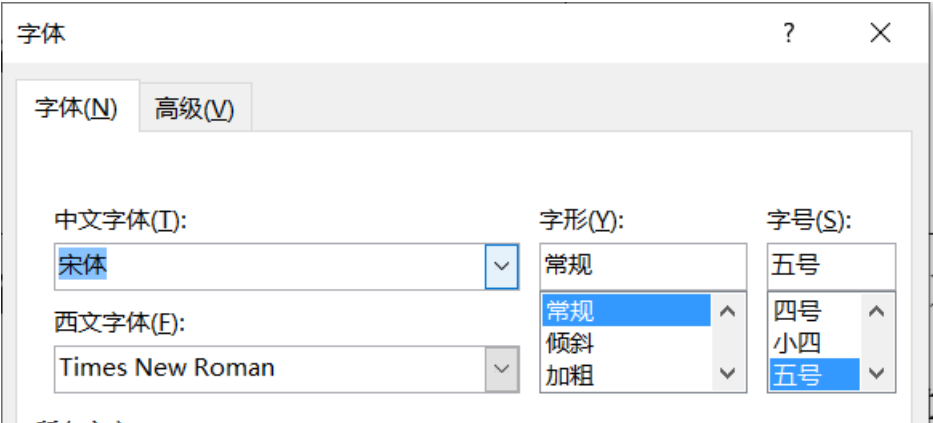 字体 ?
字体(N) 高级(V)
中文字体(T): 字形(Y): 字号(S):
宋体 常规 五号
常规 四号
西文字体(F): 倾斜 小四
Times New Roman 加粗 五号